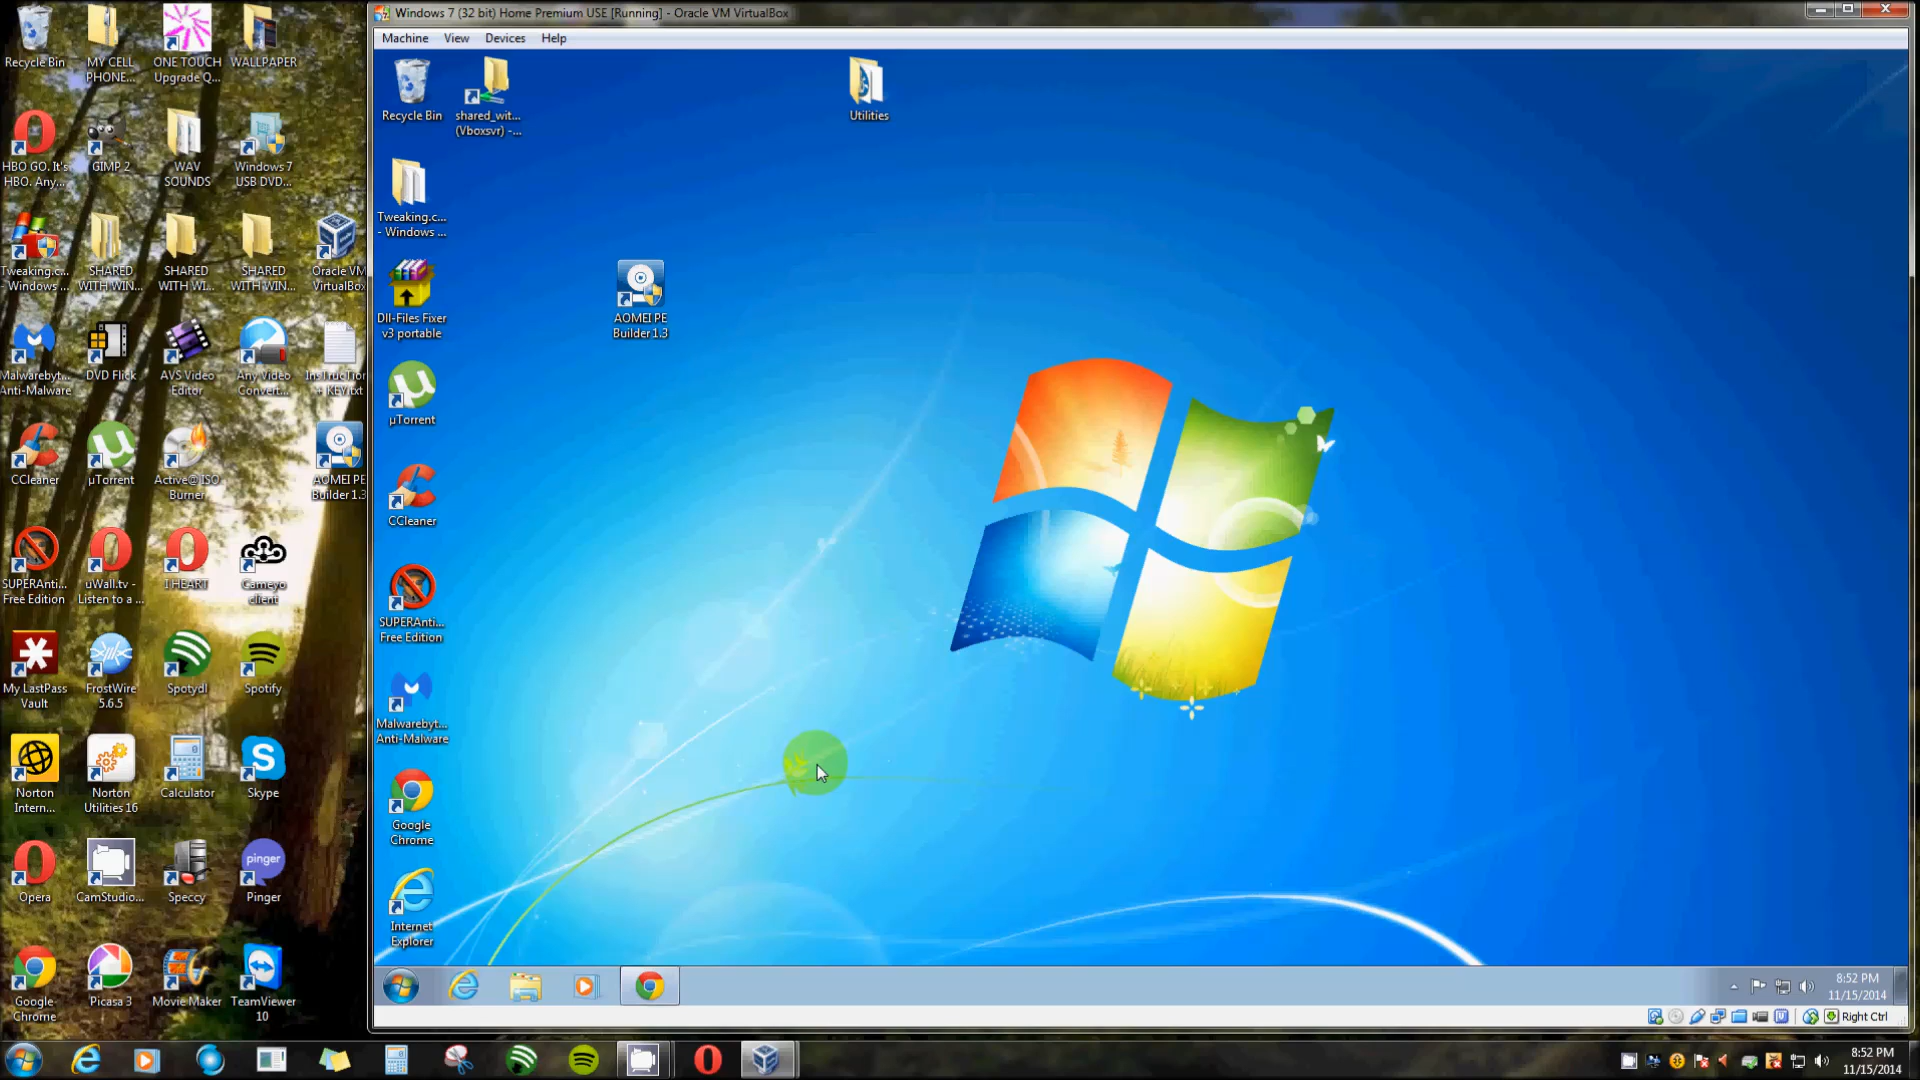 Windows 7 (32 bit) Home Premium USE [Running] - Oracle VM VirtualBox
Machine View Devices Help
Recycle Bin
MY CELL
PHONE...
ONE TOUCH
Upgrade Q...
WALLPAPER
HBO GO. It's
HBO. Any...
GIMP 2
WAV
SOUNDS
Windows 7
USB DVD...
Tweaking.c...
- Windows ...
SHARED
WITH WIN...
SHARED
WITH WI...
SHARED
WITH WIN...
Oracle VM
VirtualBox
Malwarebyt...
Anti-Malware
DVD Flick
AVS Video
Editor
Any Video
Convert...
InsTrucTion
+ KEY.txt
CCleaner
µTorrent
Active@ ISO
Burner
AOMEI PE
Builder 1.3
SUPERAnti...
Free Edition
uWall.tv -
Listen to a ...
I HEART
Cameyo
client
My LastPass
Vault
FrostWire
5.6.5
Spotydl
Spotify
Norton
Intern...
Norton
Utilities 16
Calculator
Skype
Opera
CamStudio...
Speccy
pinger
Pinger
Google
Chrome
Picasa 3
Movie Maker
TeamViewer
10
Recycle Bin
shared_wit...
(Vboxsvr) -...
Utilities
Tweaking.c...
- Windows ...
Dll-Files Fixer
v3 portable
AOMEI PE
Builder 1.3
µTorrent
CCleaner
SUPERAnti...
Free Edition
Malwarebyt...
Anti-Malware
Google
Chrome
Internet
Explorer
8:52 PM
11/15/2014
Right Ctrl
8:52 PM
11/15/2014